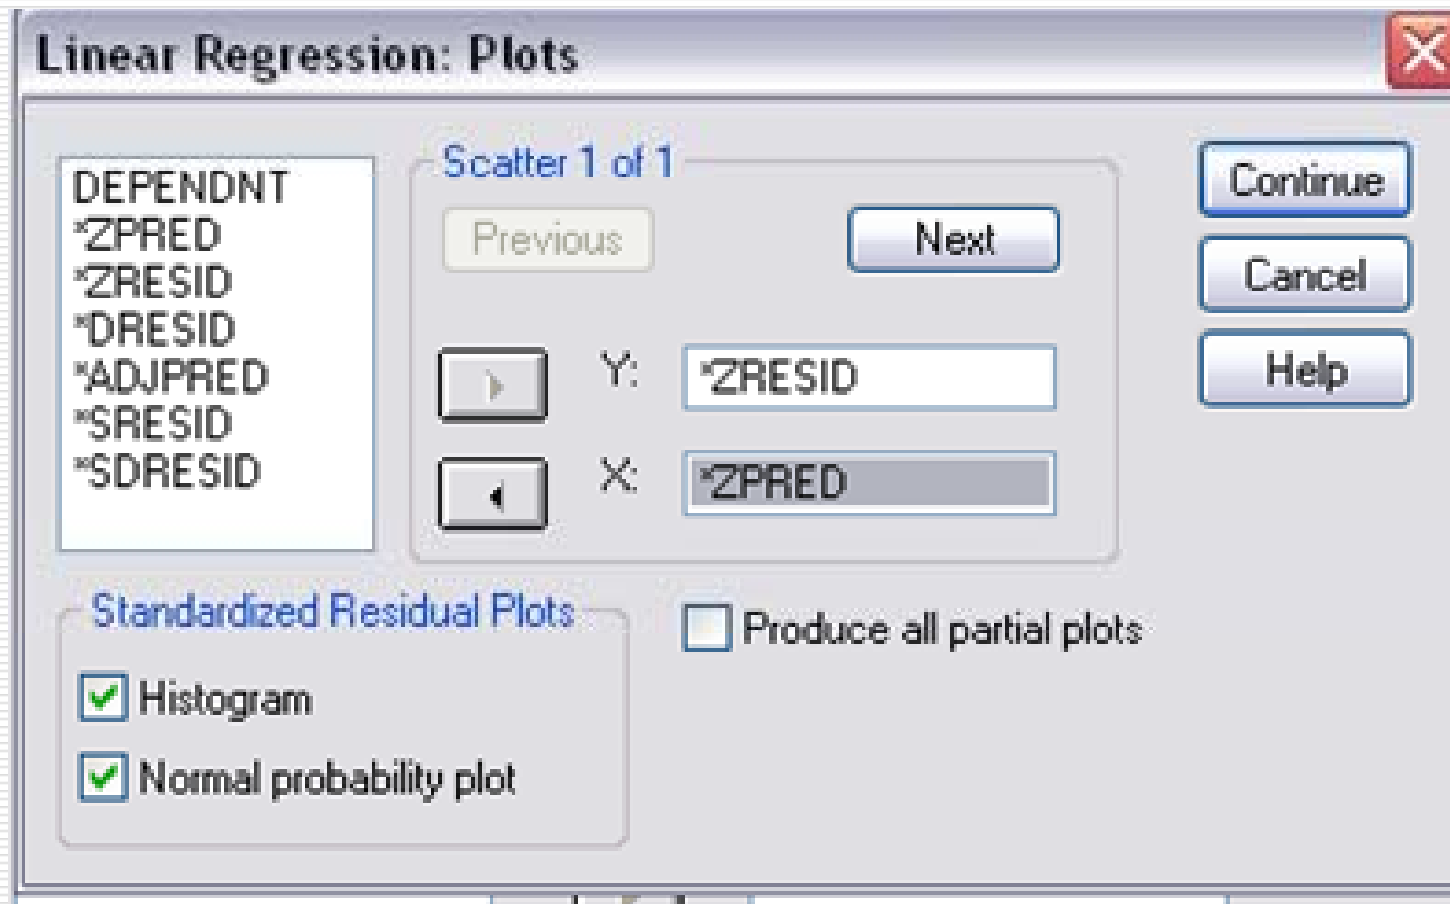 Linear Regression: Plots
DEPENDNT
*ZPRED
*ZRESID
*DRESID
*ADJPRED
*SRESID
*SDRESID
Scatter 1 of 1
Previous
Next
Y:
*ZRESID
X:
*ZPRED
Continue
Cancel
Help
Standardized Residual Plots
Histogram
Normal probability plot
Produce all partial plots